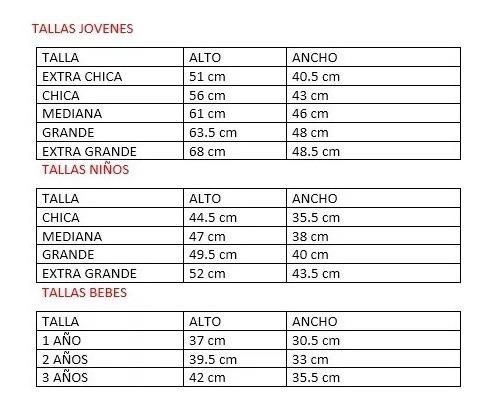 TALLAS JOVENES
TALLA ALTO ANCHO
EXTRA CHICA 51 cm 40.5 cm
CHICA 56 cm 43 cm
MEDIANA 61 cm 46 cm
GRANDE 63.5 cm 48 cm
EXTRA GRANDE 68 cm 48.5 cm
TALLAS NIÑOS
TALLA ALTO ANCHO
CHICA 44.5 cm 35.5 cm
MEDIANA 47 cm 38 cm
GRANDE 49.5 cm 40 cm
EXTRA GRANDE 52 cm 43.5 cm
TALLAS BEBES
TALLA ALTO ANCHO
1 AÑO 37 cm 30.5 cm
2 AÑOS 39.5 cm 33 cm
3 AÑOS 42 cm 35.5 cm